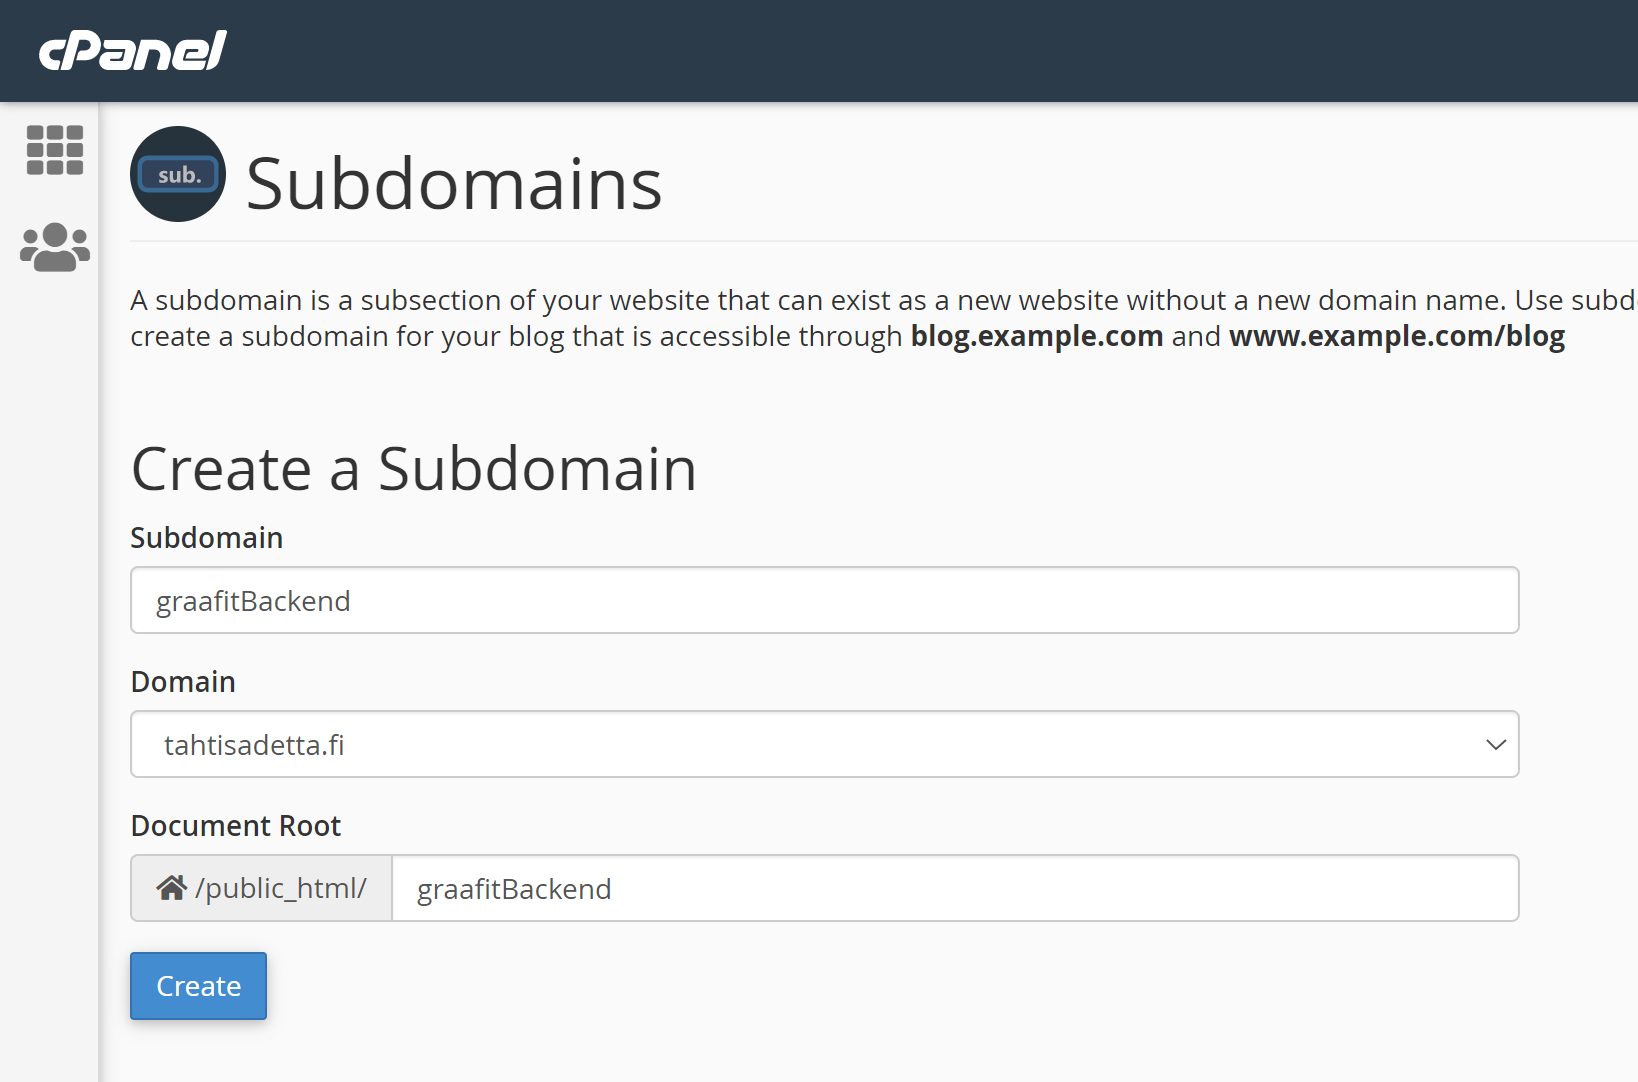 cPanel
sub.
Subdomains
A subdomain is a subsection of your website that can exist as a new website without a new domain name. Use
create a subdomain for your blog that is accessible through blog.example.com and www.example.com/blog
Create a Subdomain
Subdomain
graafitBackend
Domain
tahtisadetta.fi
Document Root
/public_html/ graafitBackend
Create